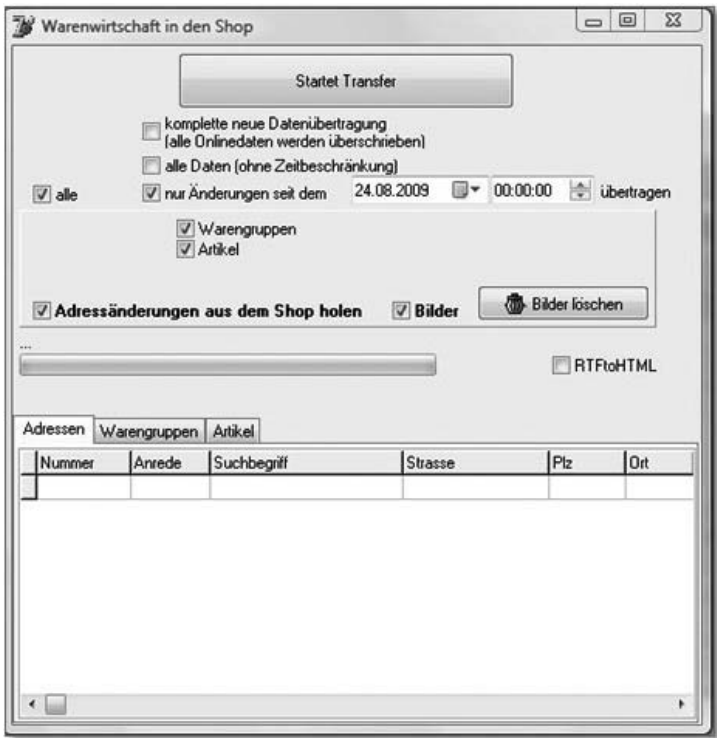 Warenwirtschaft in den Shop
Startet Transfer
komplette neue Datenübertragung
(alle Onlinedaten werden überschrieben)
alle Daten (ohne Zeitbeschränkung)
alle nur Änderungen seit dem 24.08.2009 00:00:00 übertragen
Warengruppen
Artikel
Adressänderungen aus dem Shop holen Bilder Bilder löschen
...
RTFtoHTML
Adressen Warengruppen Artikel
Nummer Anrede Suchbegriff Strasse Plz Ort